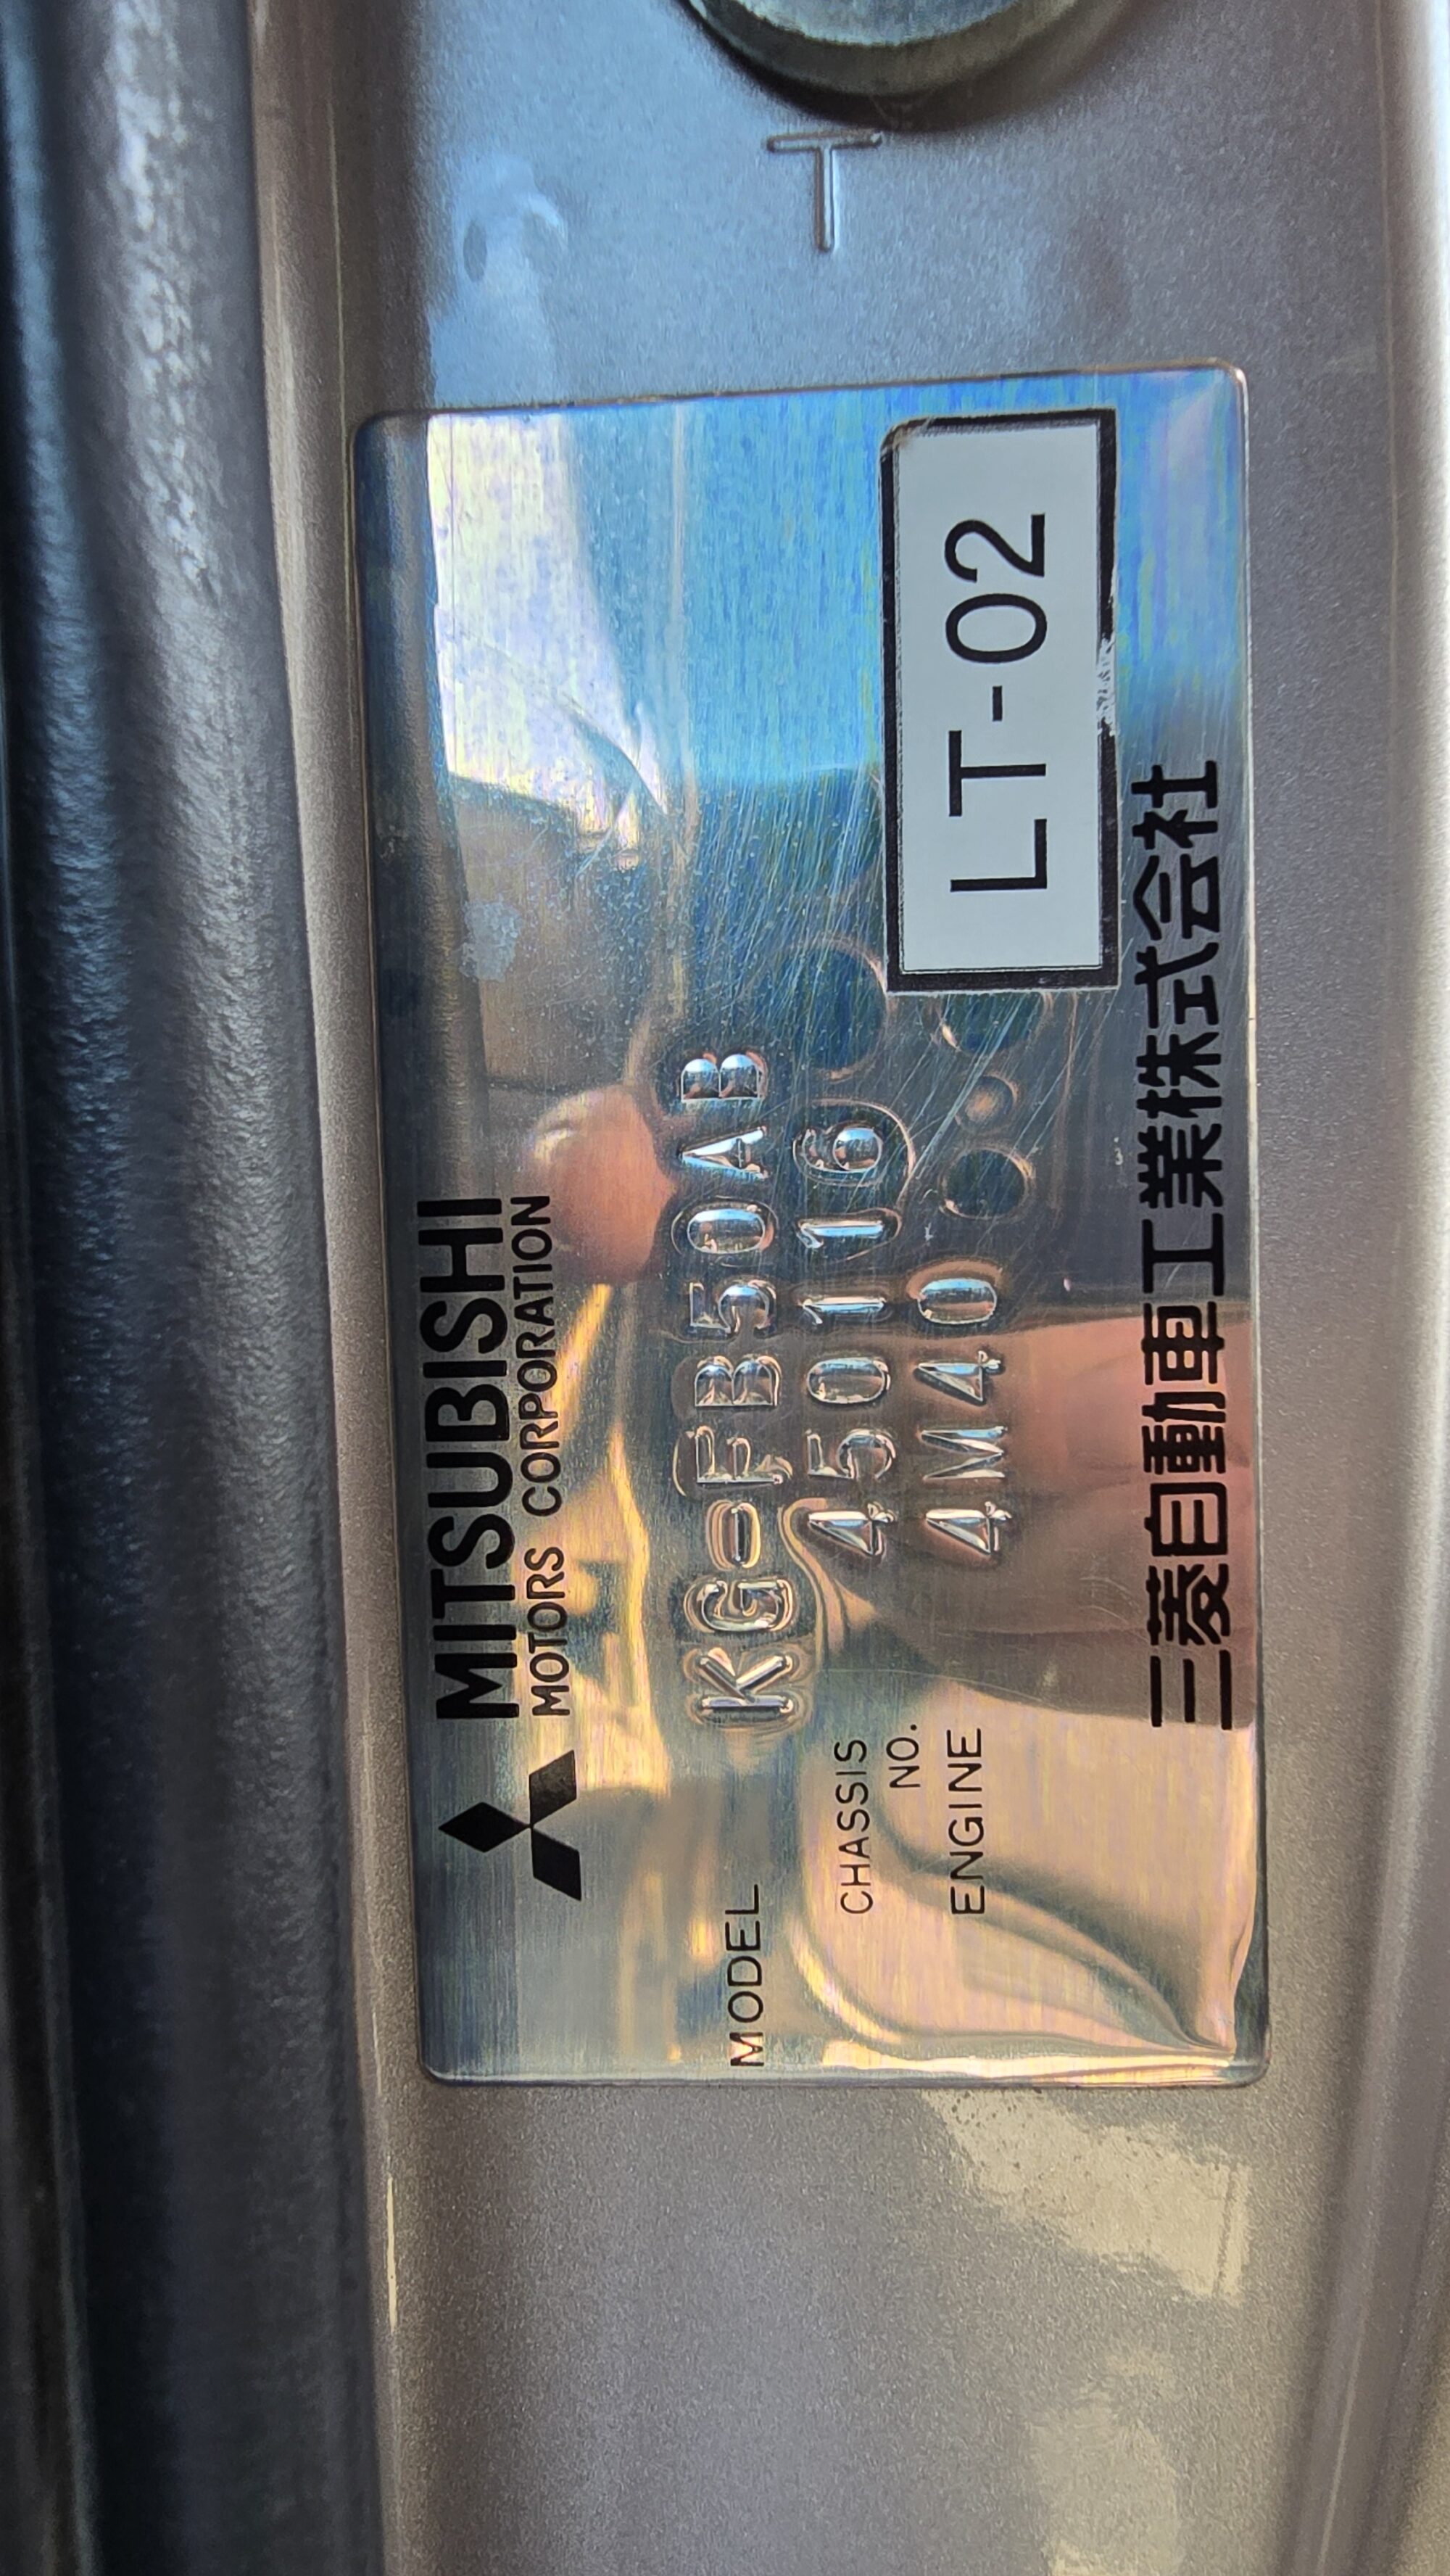 T
MITSUBISHI
MOTORS CORPORATION
MODEL KG-FB50AB
CHASSIS NO. 450116
ENGINE 4M40
LT-02
三菱自動車工業株式会社